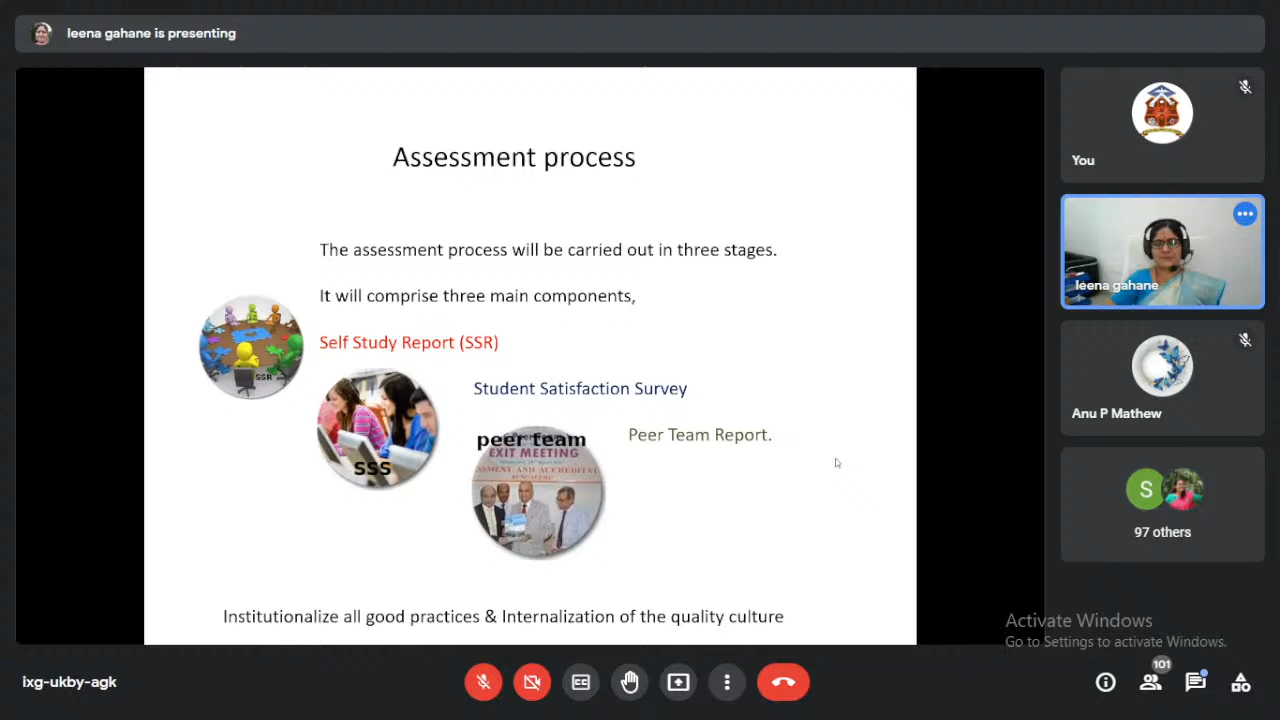 leena gahane is presenting
Assessment process
The assessment process will be carried out in three stages.
It will comprise three main components,
Self Study Report (SSR)
SSR
Student Satisfaction Survey
SSS
Peer Team Report.
peer team
EXIT MEETING
Institutionalize all good practices & Internalization of the quality culture
You
leena gahane
Anu P Mathew
S
97 others
Activate Windows
Go to Settings to activate Windows.
ixg-ukby-agk
101